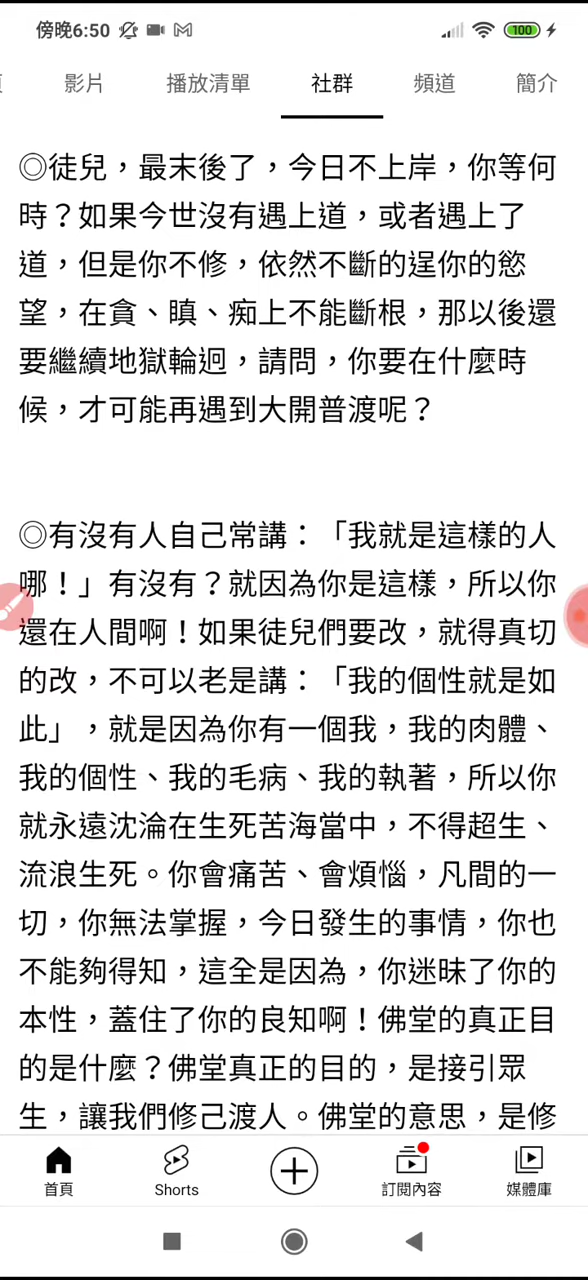 傍晚6:50
100
影片
播放清單
社群
頻道
簡介
◎徒兒，最末後了，今日不上岸，你等何
時？如果今世沒有遇上道，或者遇上了
道，但是你不修，依然不斷的逞你的慾
望，在貪、瞋、痴上不能斷根，那以後還
要繼續地獄輪迴，請問，你要在什麼時
候，才可能再遇到大開普渡呢？
◎有沒有人自己常講：「我就是這樣的人
哪！」有沒有？就因為你是這樣，所以你
還在人間啊！如果徒兒們要改，就得真切
的改，不可以老是講：「我的個性就是如
此」，就是因為你有一個我，我的肉體、
我的個性、我的毛病、我的執著，所以你
就永遠沈淪在生死苦海當中，不得超生、
流浪生死。你會痛苦、會煩惱，凡間的一
切，你無法掌握，今日發生的事情，你也
不能夠得知，這全是因為，你迷昧了你的
本性，蓋住了你的良知啊！佛堂的真正目
的是什麼？佛堂真正的目的，是接引眾
生，讓我們修己渡人。佛堂的意思，是修
首頁
Shorts
訂閱內容
媒體庫